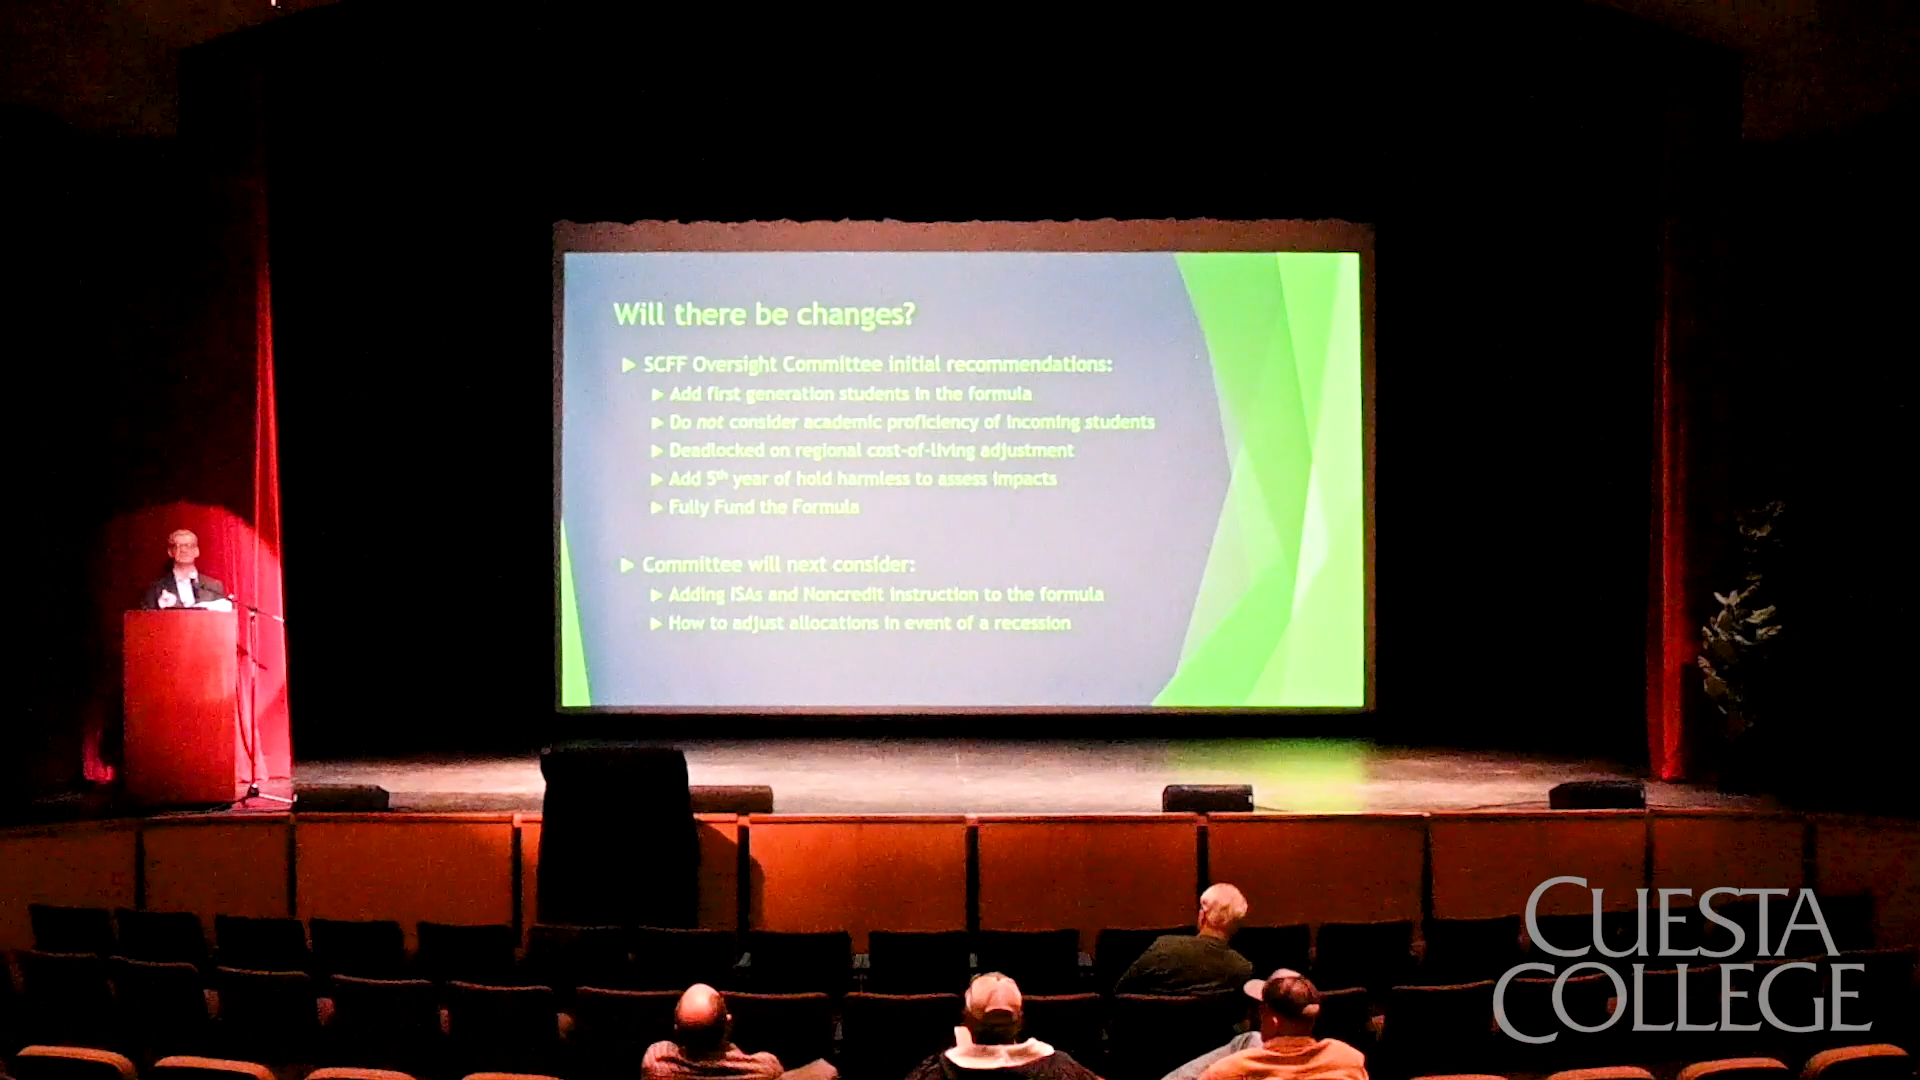 Will there be changes?
SCFF Oversight Committee initial recommendations:
Add first generation students in the formula
Do not consider academic proficiency of incoming students
Deadlocked on regional cost-of-living adjustment
Add 5th year of hold harmless to assess impacts
Fully Fund the Formula
Committee will next consider:
Adding ISAs and Noncredit instruction to the formula
How to adjust allocations in event of a recession
CUESTA
COLLEGE